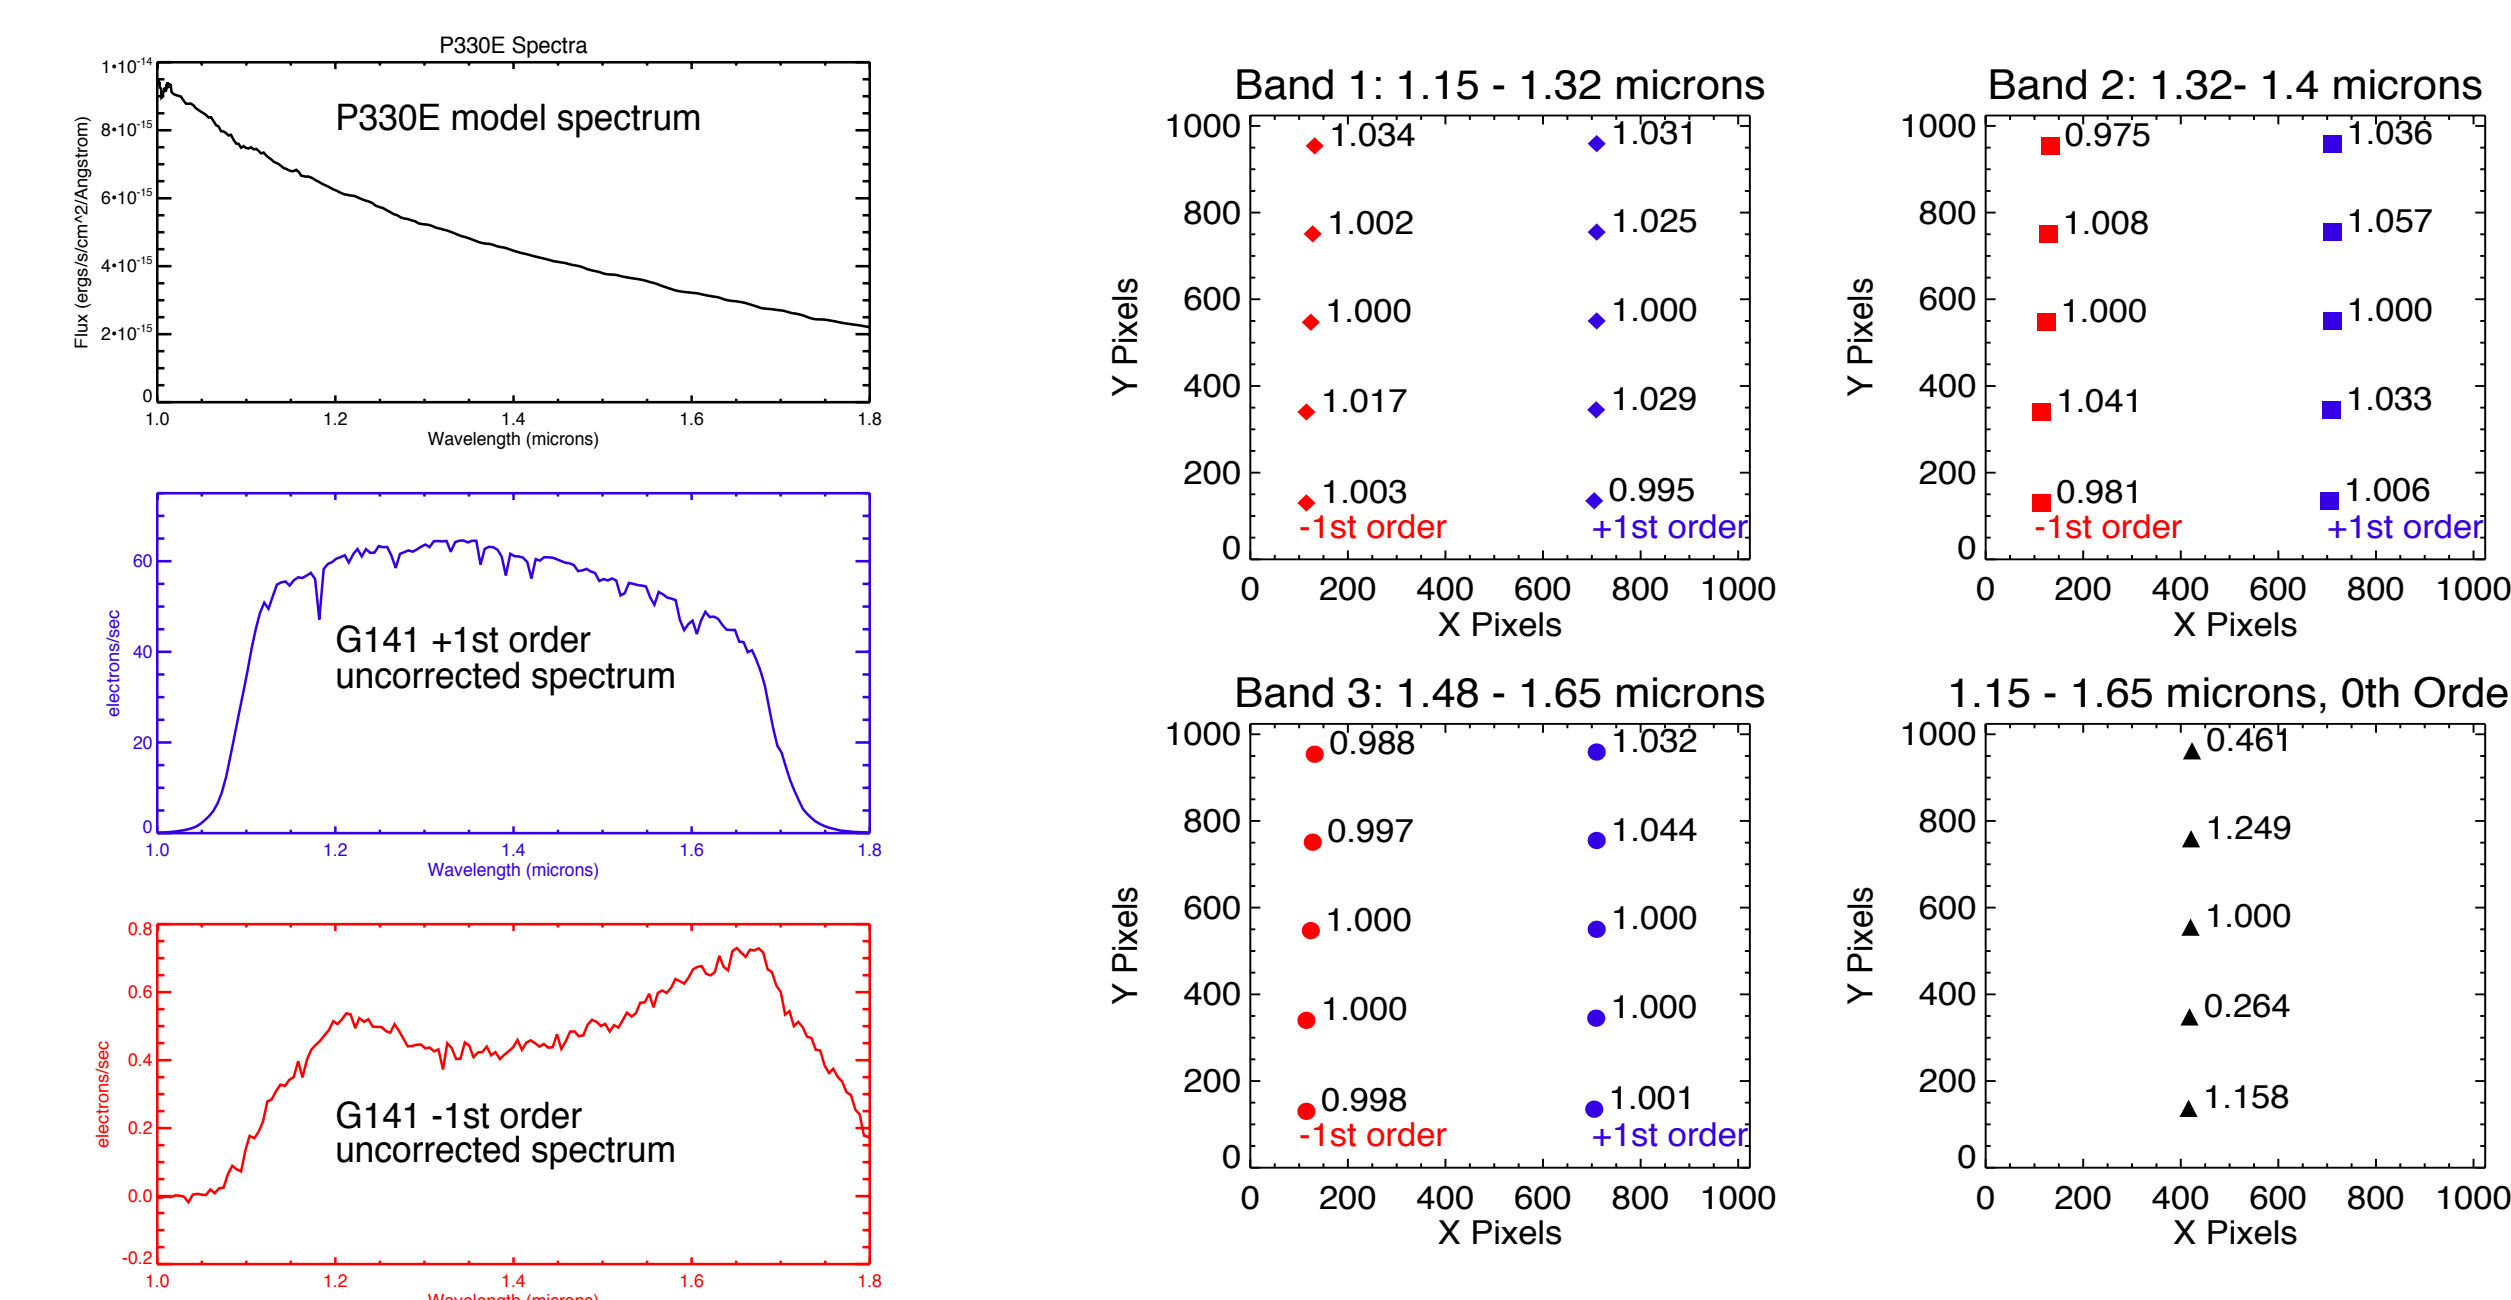 P330E Spectra
1•10-14
8•10-15
6•10-15
4•10-15
2•10-15
0
Flux (ergs/s/cm^2/Angstrom)
P330E model spectrum
1.0 1.2 1.4 1.6 1.8
Wavelength (microns)
60
40
20
0
electrons/sec
G141 +1st order
uncorrected spectrum
1.0 1.2 1.4 1.6 1.8
Wavelength (microns)
0.8
0.6
0.4
0.2
0.0
-0.2
electrons/sec
G141 -1st order
uncorrected spectrum
1.0 1.2 1.4 1.6 1.8
Wavelength (microns)
Band 1: 1.15 - 1.32 microns
1000
800
600
400
200
0
Y Pixels
1.034 1.031
1.002 1.025
1.000 1.000
1.017 1.029
1.003 0.995
-1st order +1st order
0 200 400 600 800 1000
X Pixels
Band 2: 1.32- 1.4 microns
1000
800
600
400
200
0
Y Pixels
0.975 1.036
1.008 1.057
1.000 1.000
1.041 1.033
0.981 1.006
-1st order +1st order
0 200 400 600 800 1000
X Pixels
Band 3: 1.48 - 1.65 microns
1000
800
600
400
200
0
Y Pixels
0.988 1.032
0.997 1.044
1.000 1.000
1.000 1.000
0.998 1.001
-1st order +1st order
0 200 400 600 800 1000
X Pixels
1.15 - 1.65 microns, 0th Orde
1000
800
600
400
200
0
Y Pixels
0.461
1.249
1.000
0.264
1.158
0 200 400 600 800 1000
X Pixels